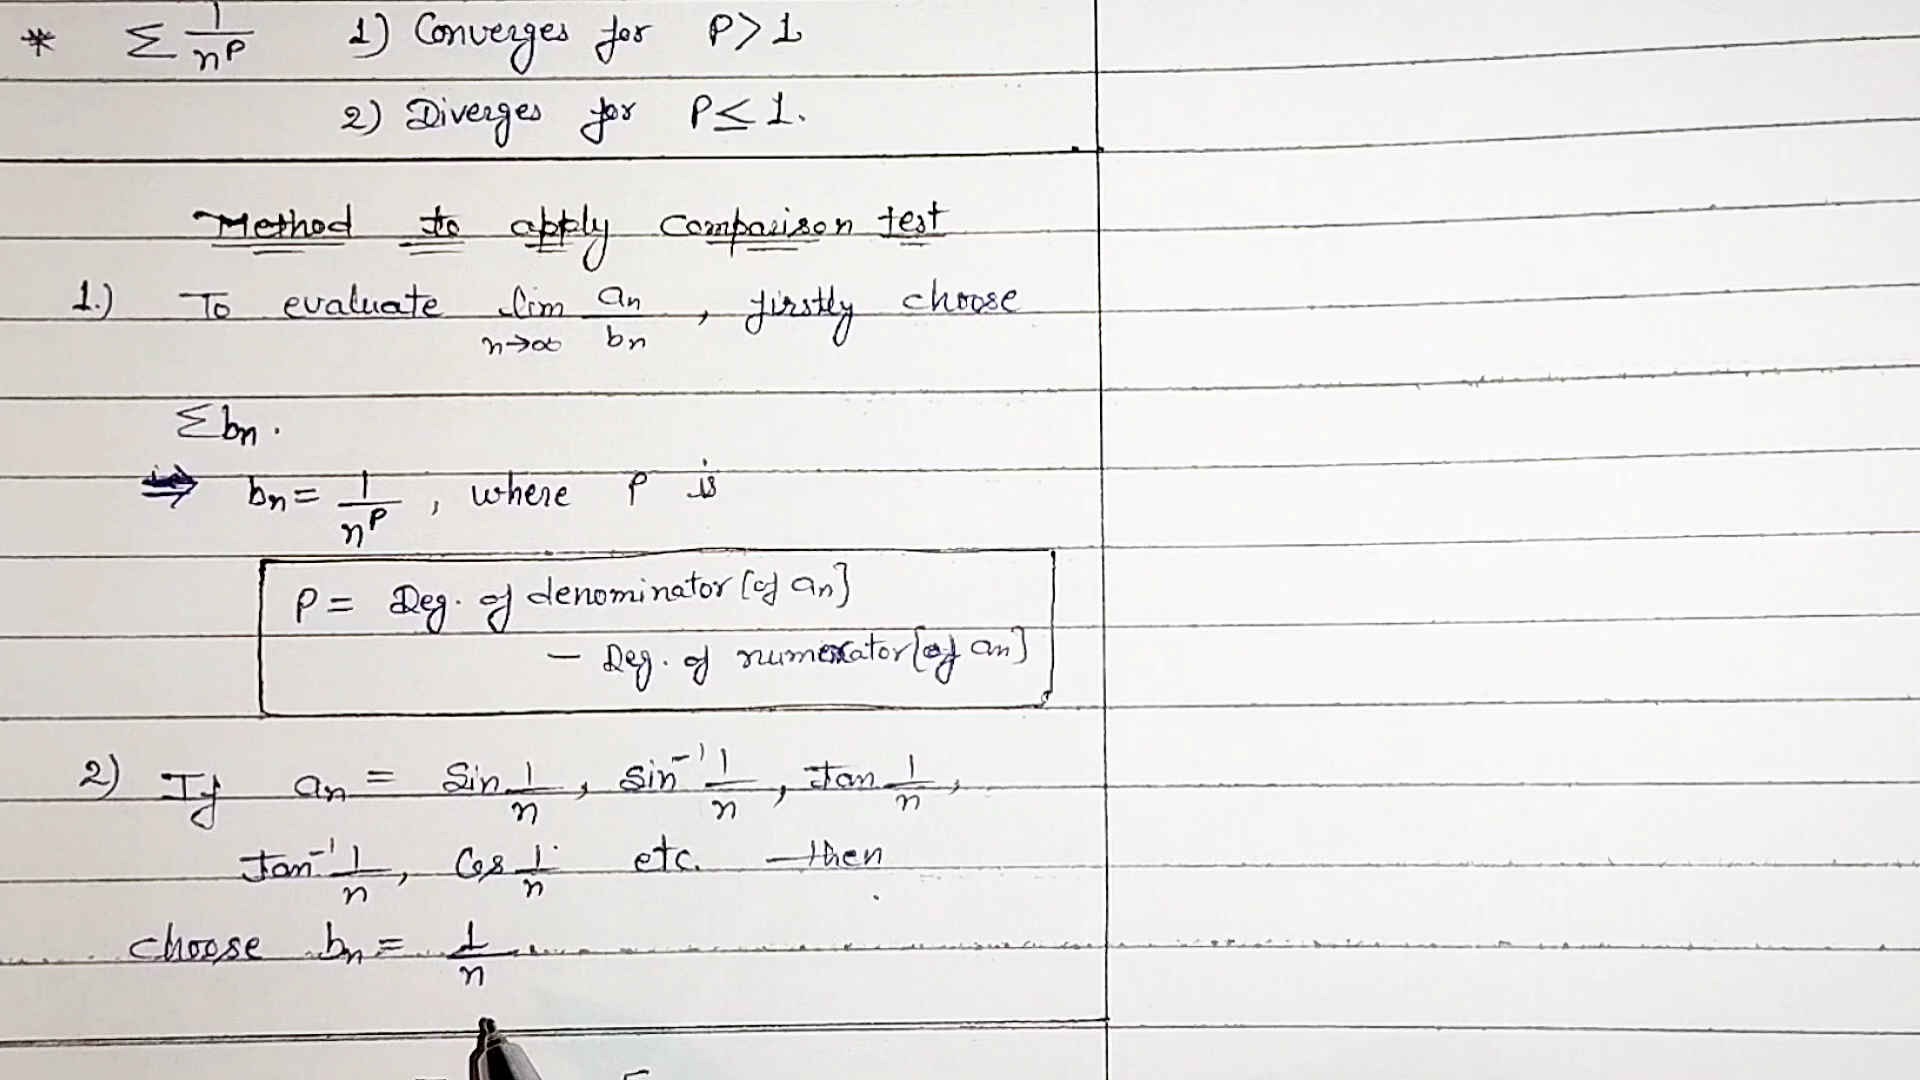 * Σ 1/n^P 1) Converges for P>1
2) Diverges for P≤1.
Method to apply comparison test
1.) To evaluate lim n→∞ an/bn , firstly choose
Σbn.
⇒ bn = 1/n^P , where P is
P = Deg. of denominator [of an]
— Deg. of numerator [of an]
2) If an = Sin 1/n , sin⁻¹ 1/n , Tan 1/n ,
Tan⁻¹ 1/n , Cos 1/n etc. then
choose bn = 1/n